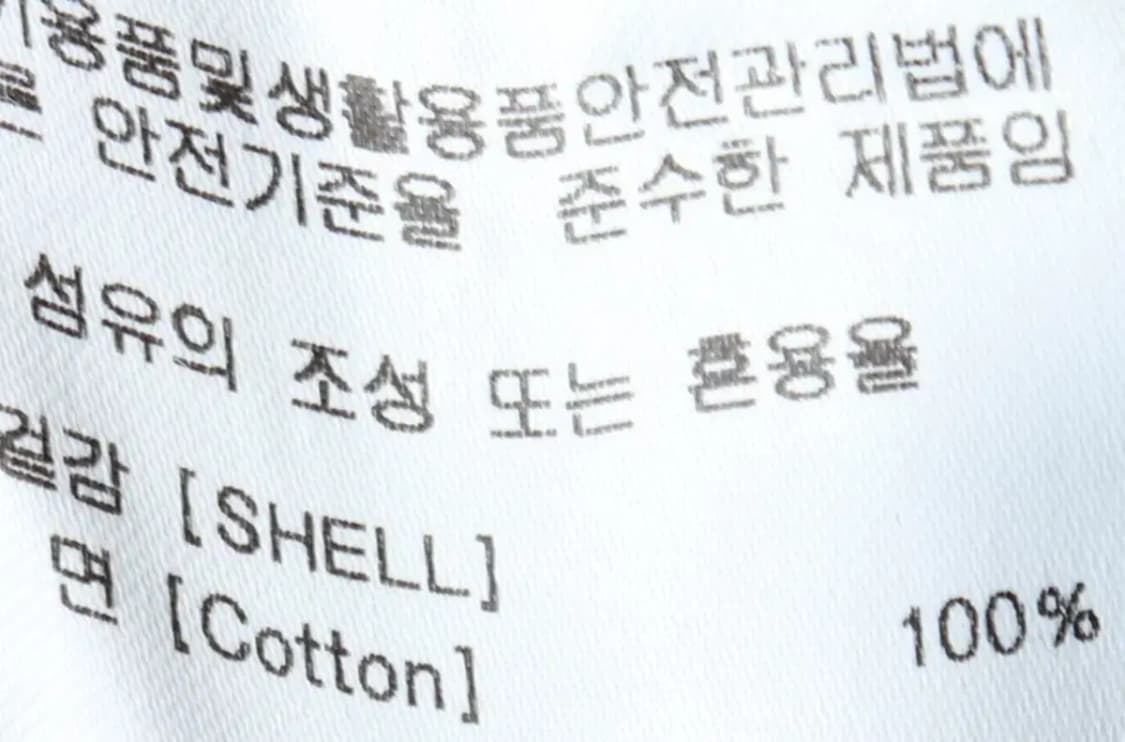 용품및생활용품안전관리법에
안전기준을 준수한 제품임
섬유의 조성 또는 혼용율
겉감 [SHELL]
면 [Cotton] 100%